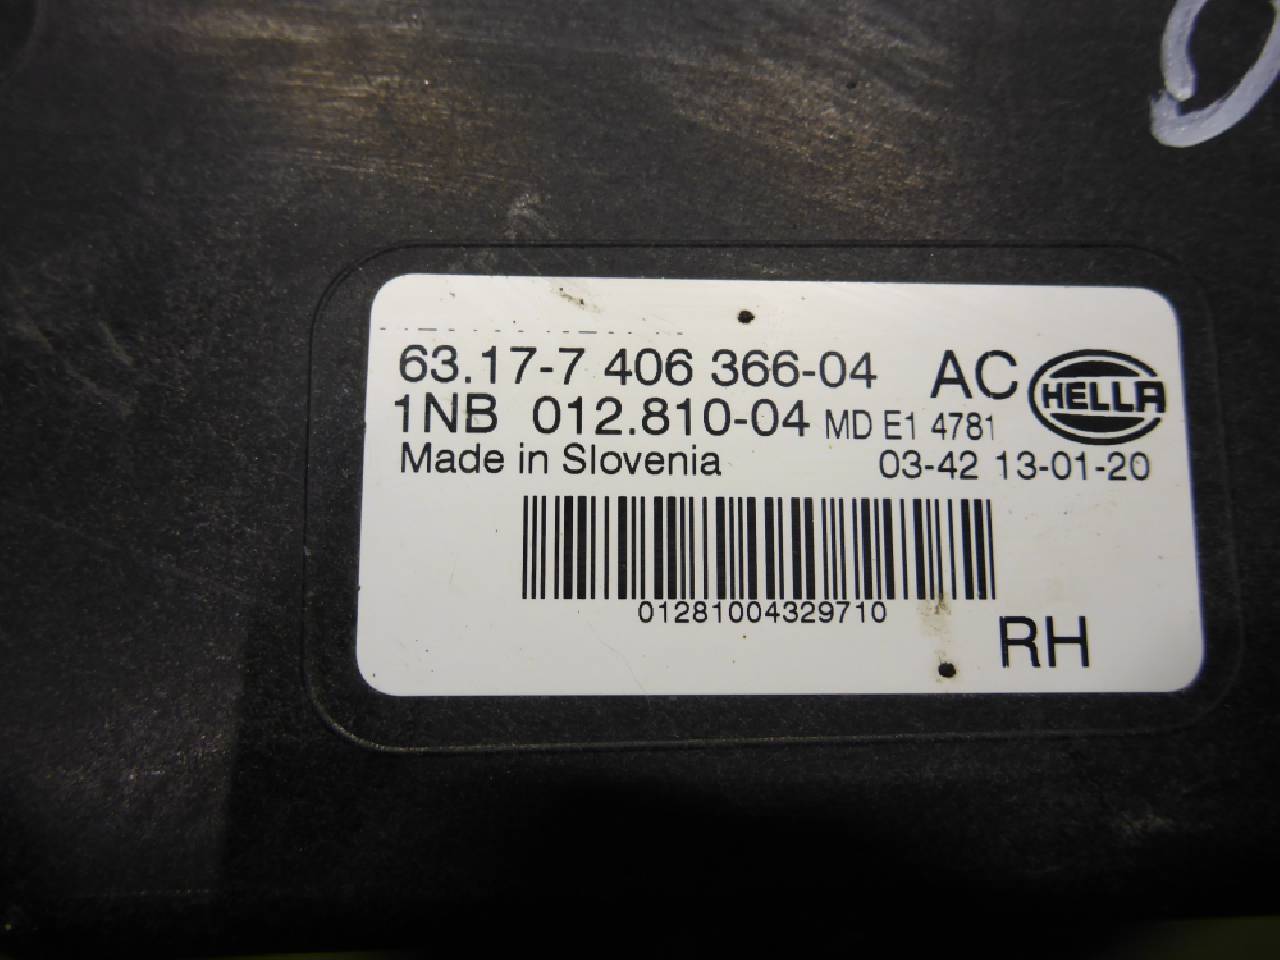 63.17-7 406 366-04 AC HELLA
1NB 012.810-04 MD E1 4781
Made in Slovenia 03-42 13-01-20
01281004329710
RH